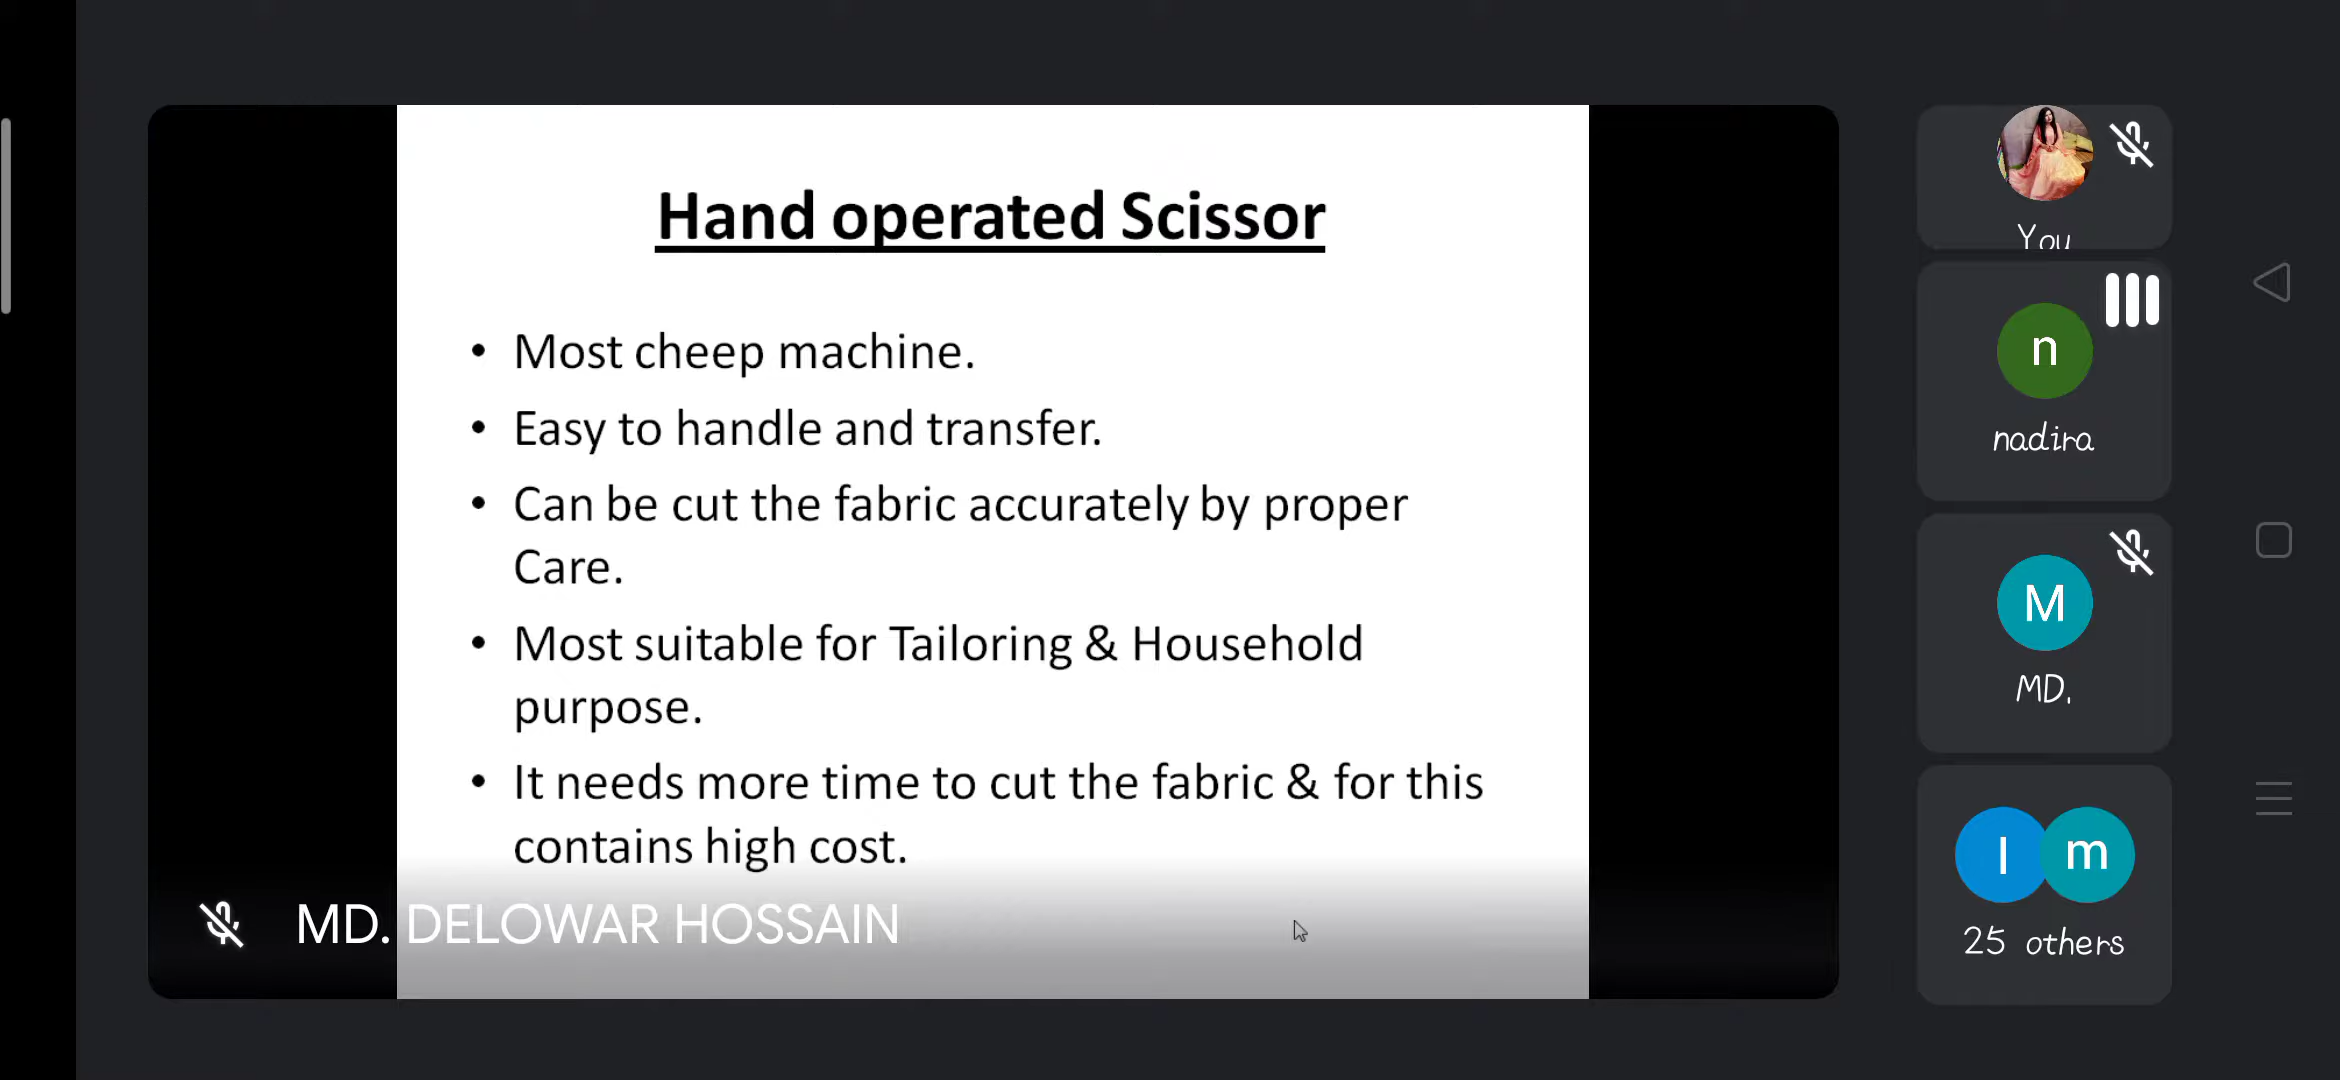 Hand operated Scissor
• Most cheep machine.
• Easy to handle and transfer.
• Can be cut the fabric accurately by proper
Care.
• Most suitable for Tailoring & Household
purpose.
• It needs more time to cut the fabric & for this
contains high cost.
MD. DELOWAR HOSSAIN
You
n
nadira
M
MD.
I m
25 others